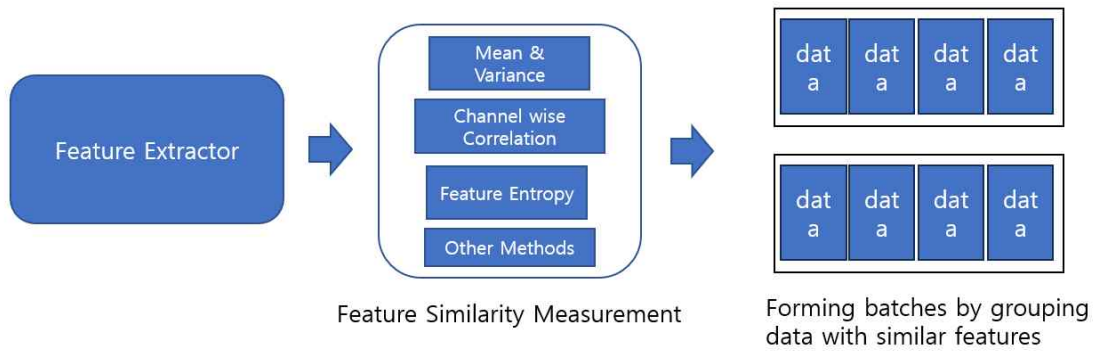 Feature Extractor
Mean &
Variance
Channel wise
Correlation
Feature Entropy
Other Methods
Feature Similarity Measurement
dat
a
dat
a
dat
a
dat
a
dat
a
dat
a
dat
a
dat
a
Forming batches by grouping
data with similar features